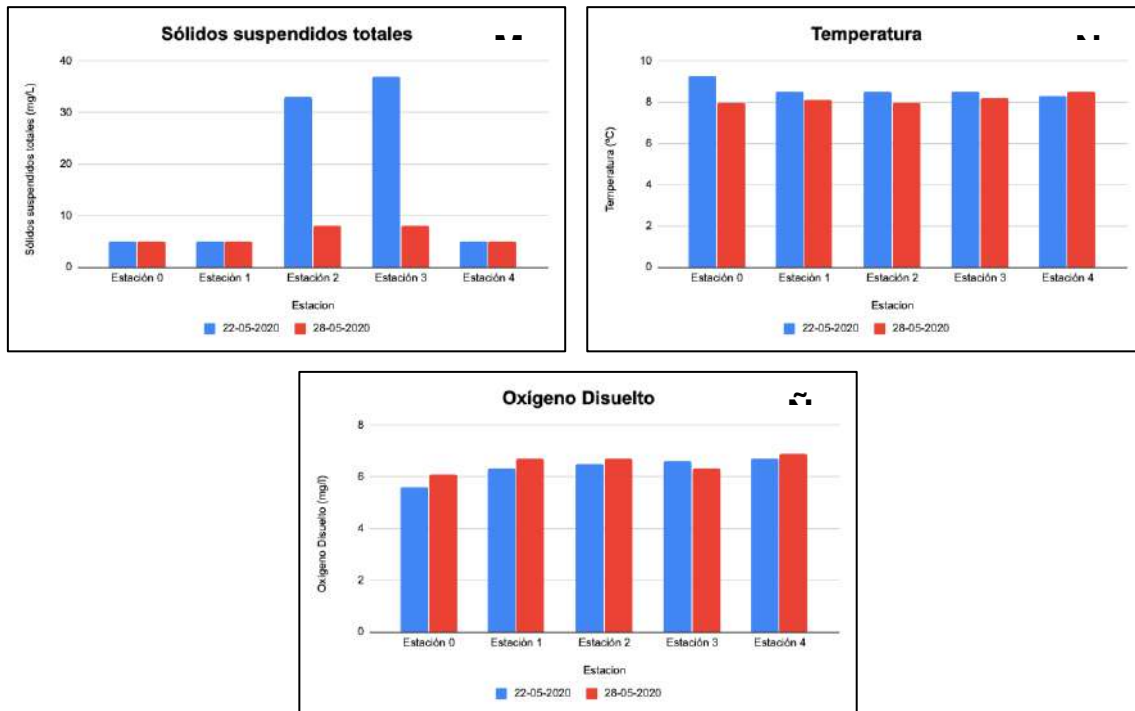 Sólidos suspendidos totales
Sólidos suspendidos totales (mg/L)
40
30
20
10
0
Estación 0 Estación 1 Estación 2 Estación 3 Estación 4
Estacion
22-05-2020 28-05-2020
Temperatura
Temperatura (ºC)
10
8
6
4
2
0
Estación 0 Estación 1 Estación 2 Estación 3 Estación 4
Estacion
22-05-2020 28-05-2020
Oxígeno Disuelto
Oxigeno Disuelto (mg/l)
8
6
4
2
0
Estación 0 Estación 1 Estación 2 Estación 3 Estación 4
Estacion
22-05-2020 28-05-2020